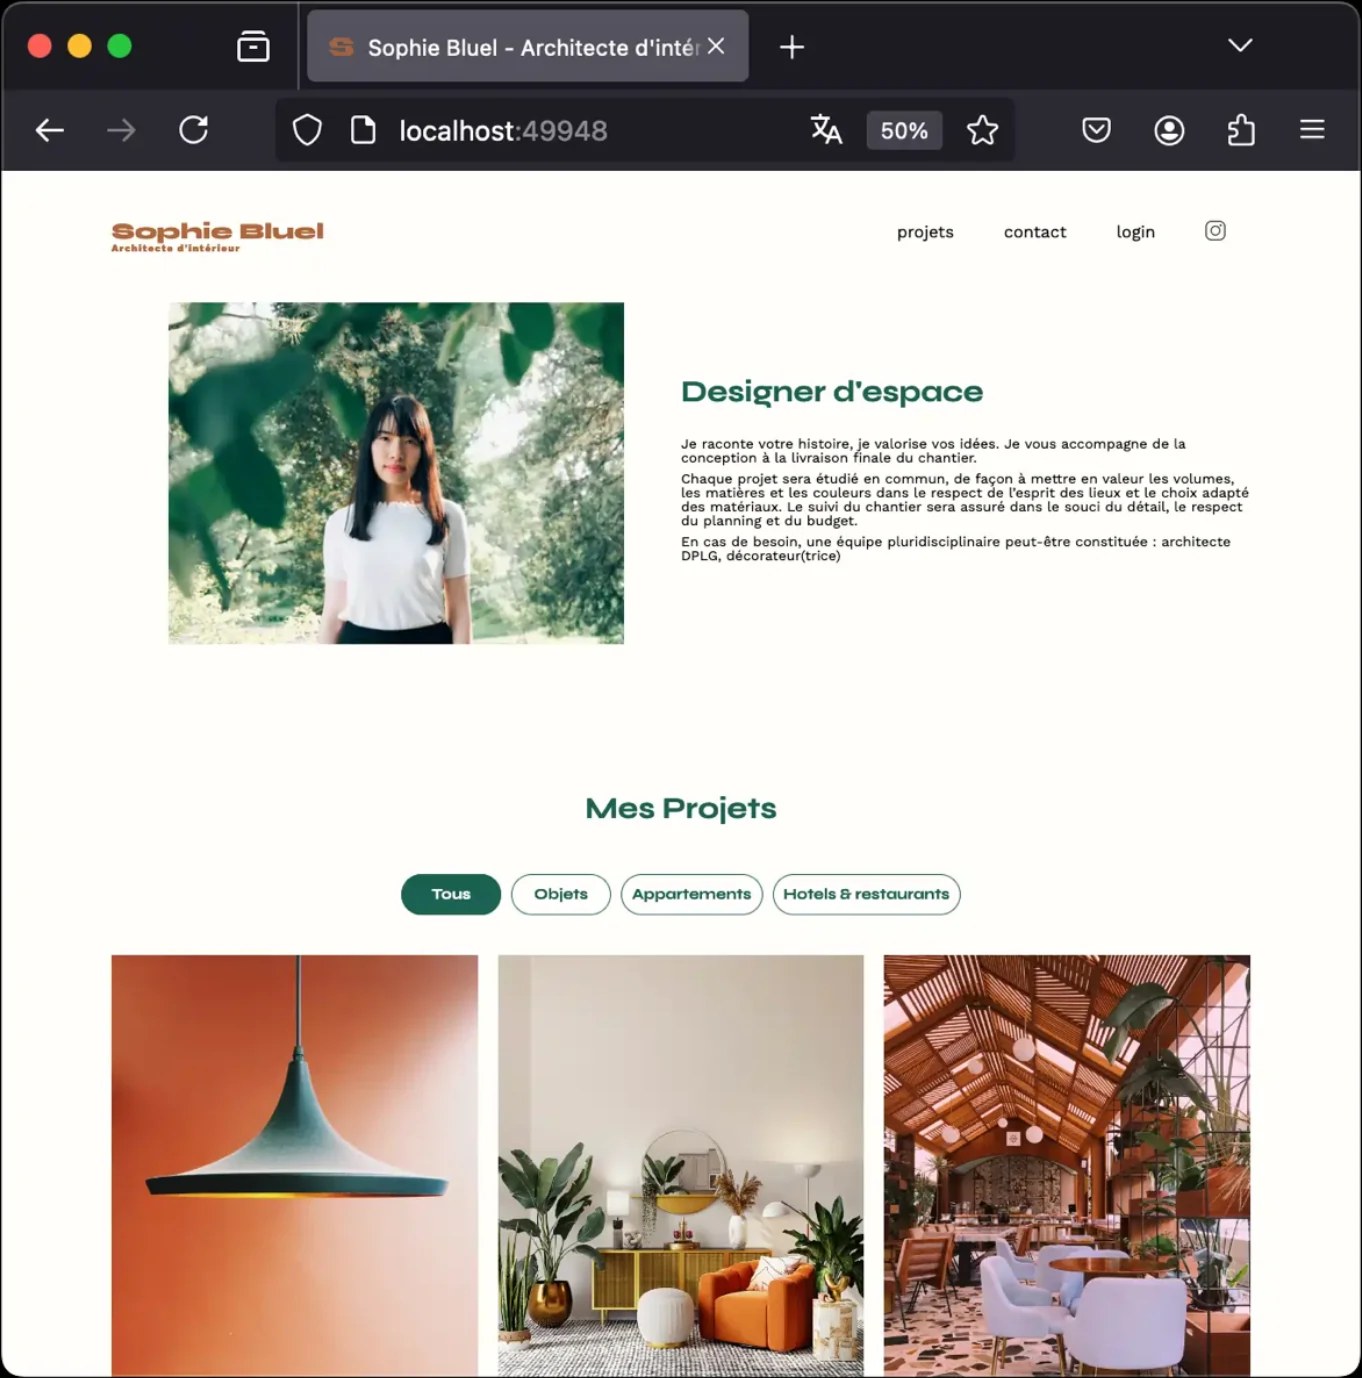 Sophie Bluel - Architecte d'intér
localhost:49948
50%
Sophie Bluel
Architecte d'intérieur
projets
contact
login
Designer d'espace
Je raconte votre histoire, je valorise vos idées. Je vous accompagne de la
conception à la livraison finale du chantier.
Chaque projet sera étudié en commun, de façon à mettre en valeur les volumes,
les matières et les couleurs dans le respect de l'esprit des lieux et le choix adapté
des matériaux. Le suivi du chantier sera assuré dans le souci du détail, le respect
du planning et du budget.
En cas de besoin, une équipe pluridisciplinaire peut-être constituée : architecte
DPLG, décorateur(trice)
Mes Projets
Tous
Objets
Appartements
Hotels & restaurants